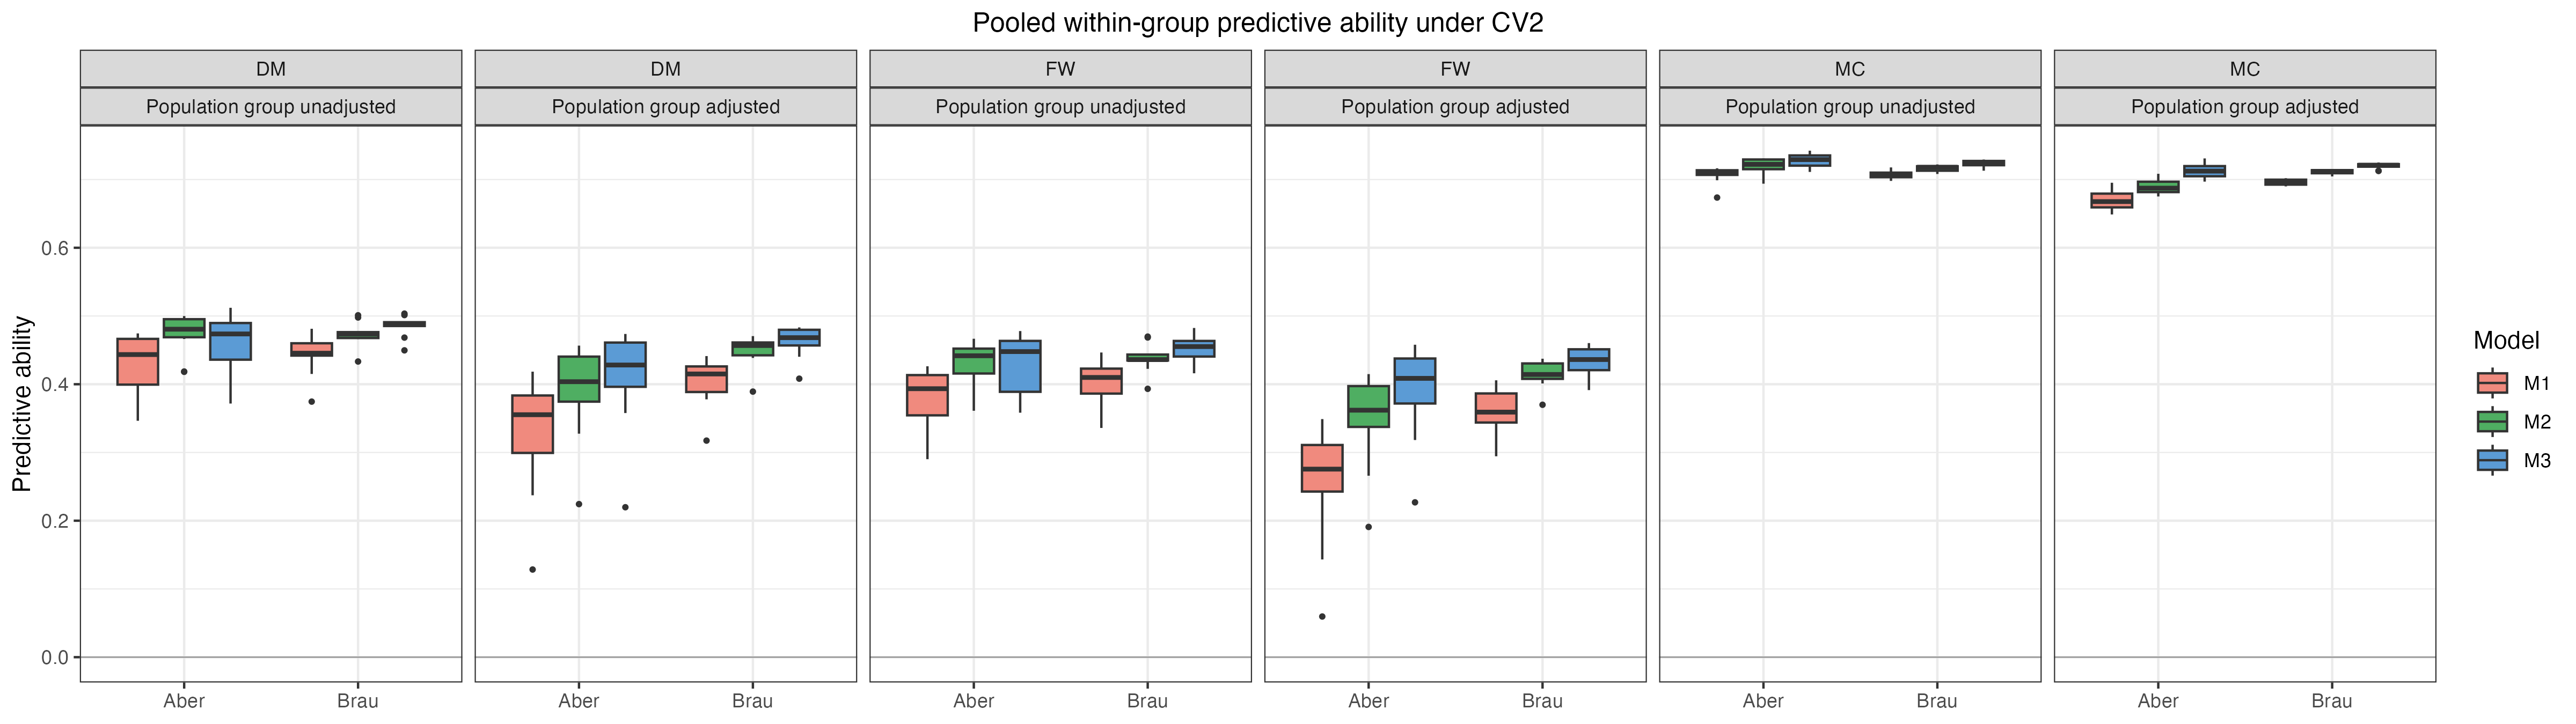 Pooled within-group predictive ability under CV2
DM
DM
FW
FW
MC
MC
Population group unadjusted
Population group adjusted
Population group unadjusted
Population group adjusted
Population group unadjusted
Population group adjusted
Predictive ability
0.6
0.4
0.2
0.0
Aber
Brau
Aber
Brau
Aber
Brau
Aber
Brau
Aber
Brau
Aber
Brau
Model
M1
M2
M3